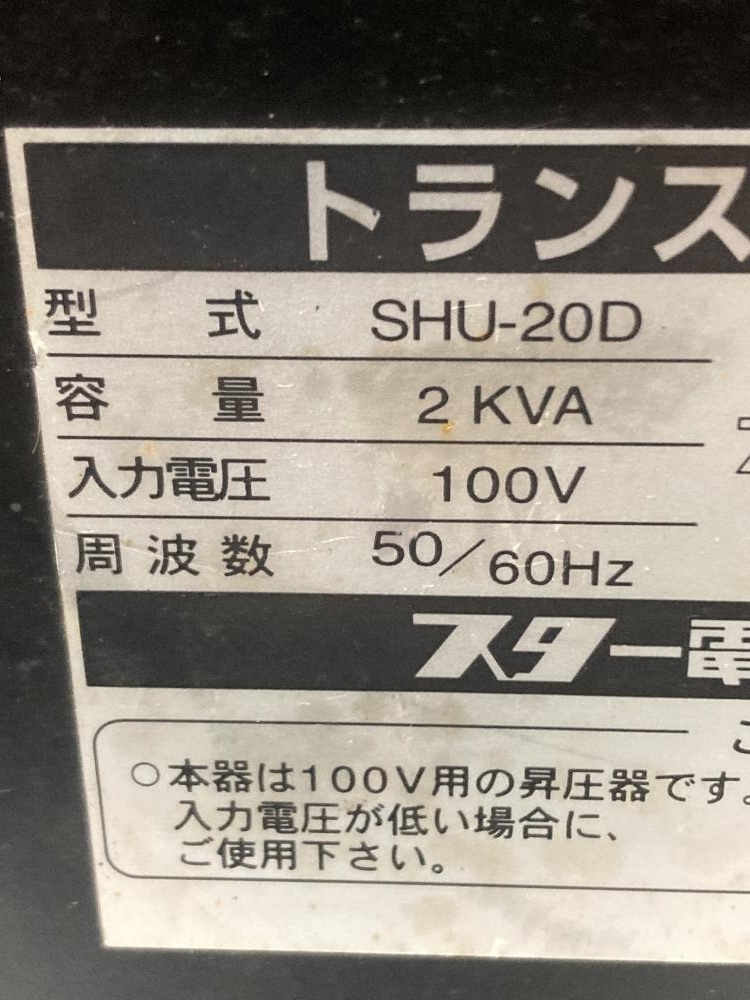 トランス
型式 SHU-20D
容量 2 KVA
入力電圧 100V
周波数 50/60Hz
スター電
○本器は100V用の昇圧器です。
入力電圧が低い場合に、
ご使用下さい。